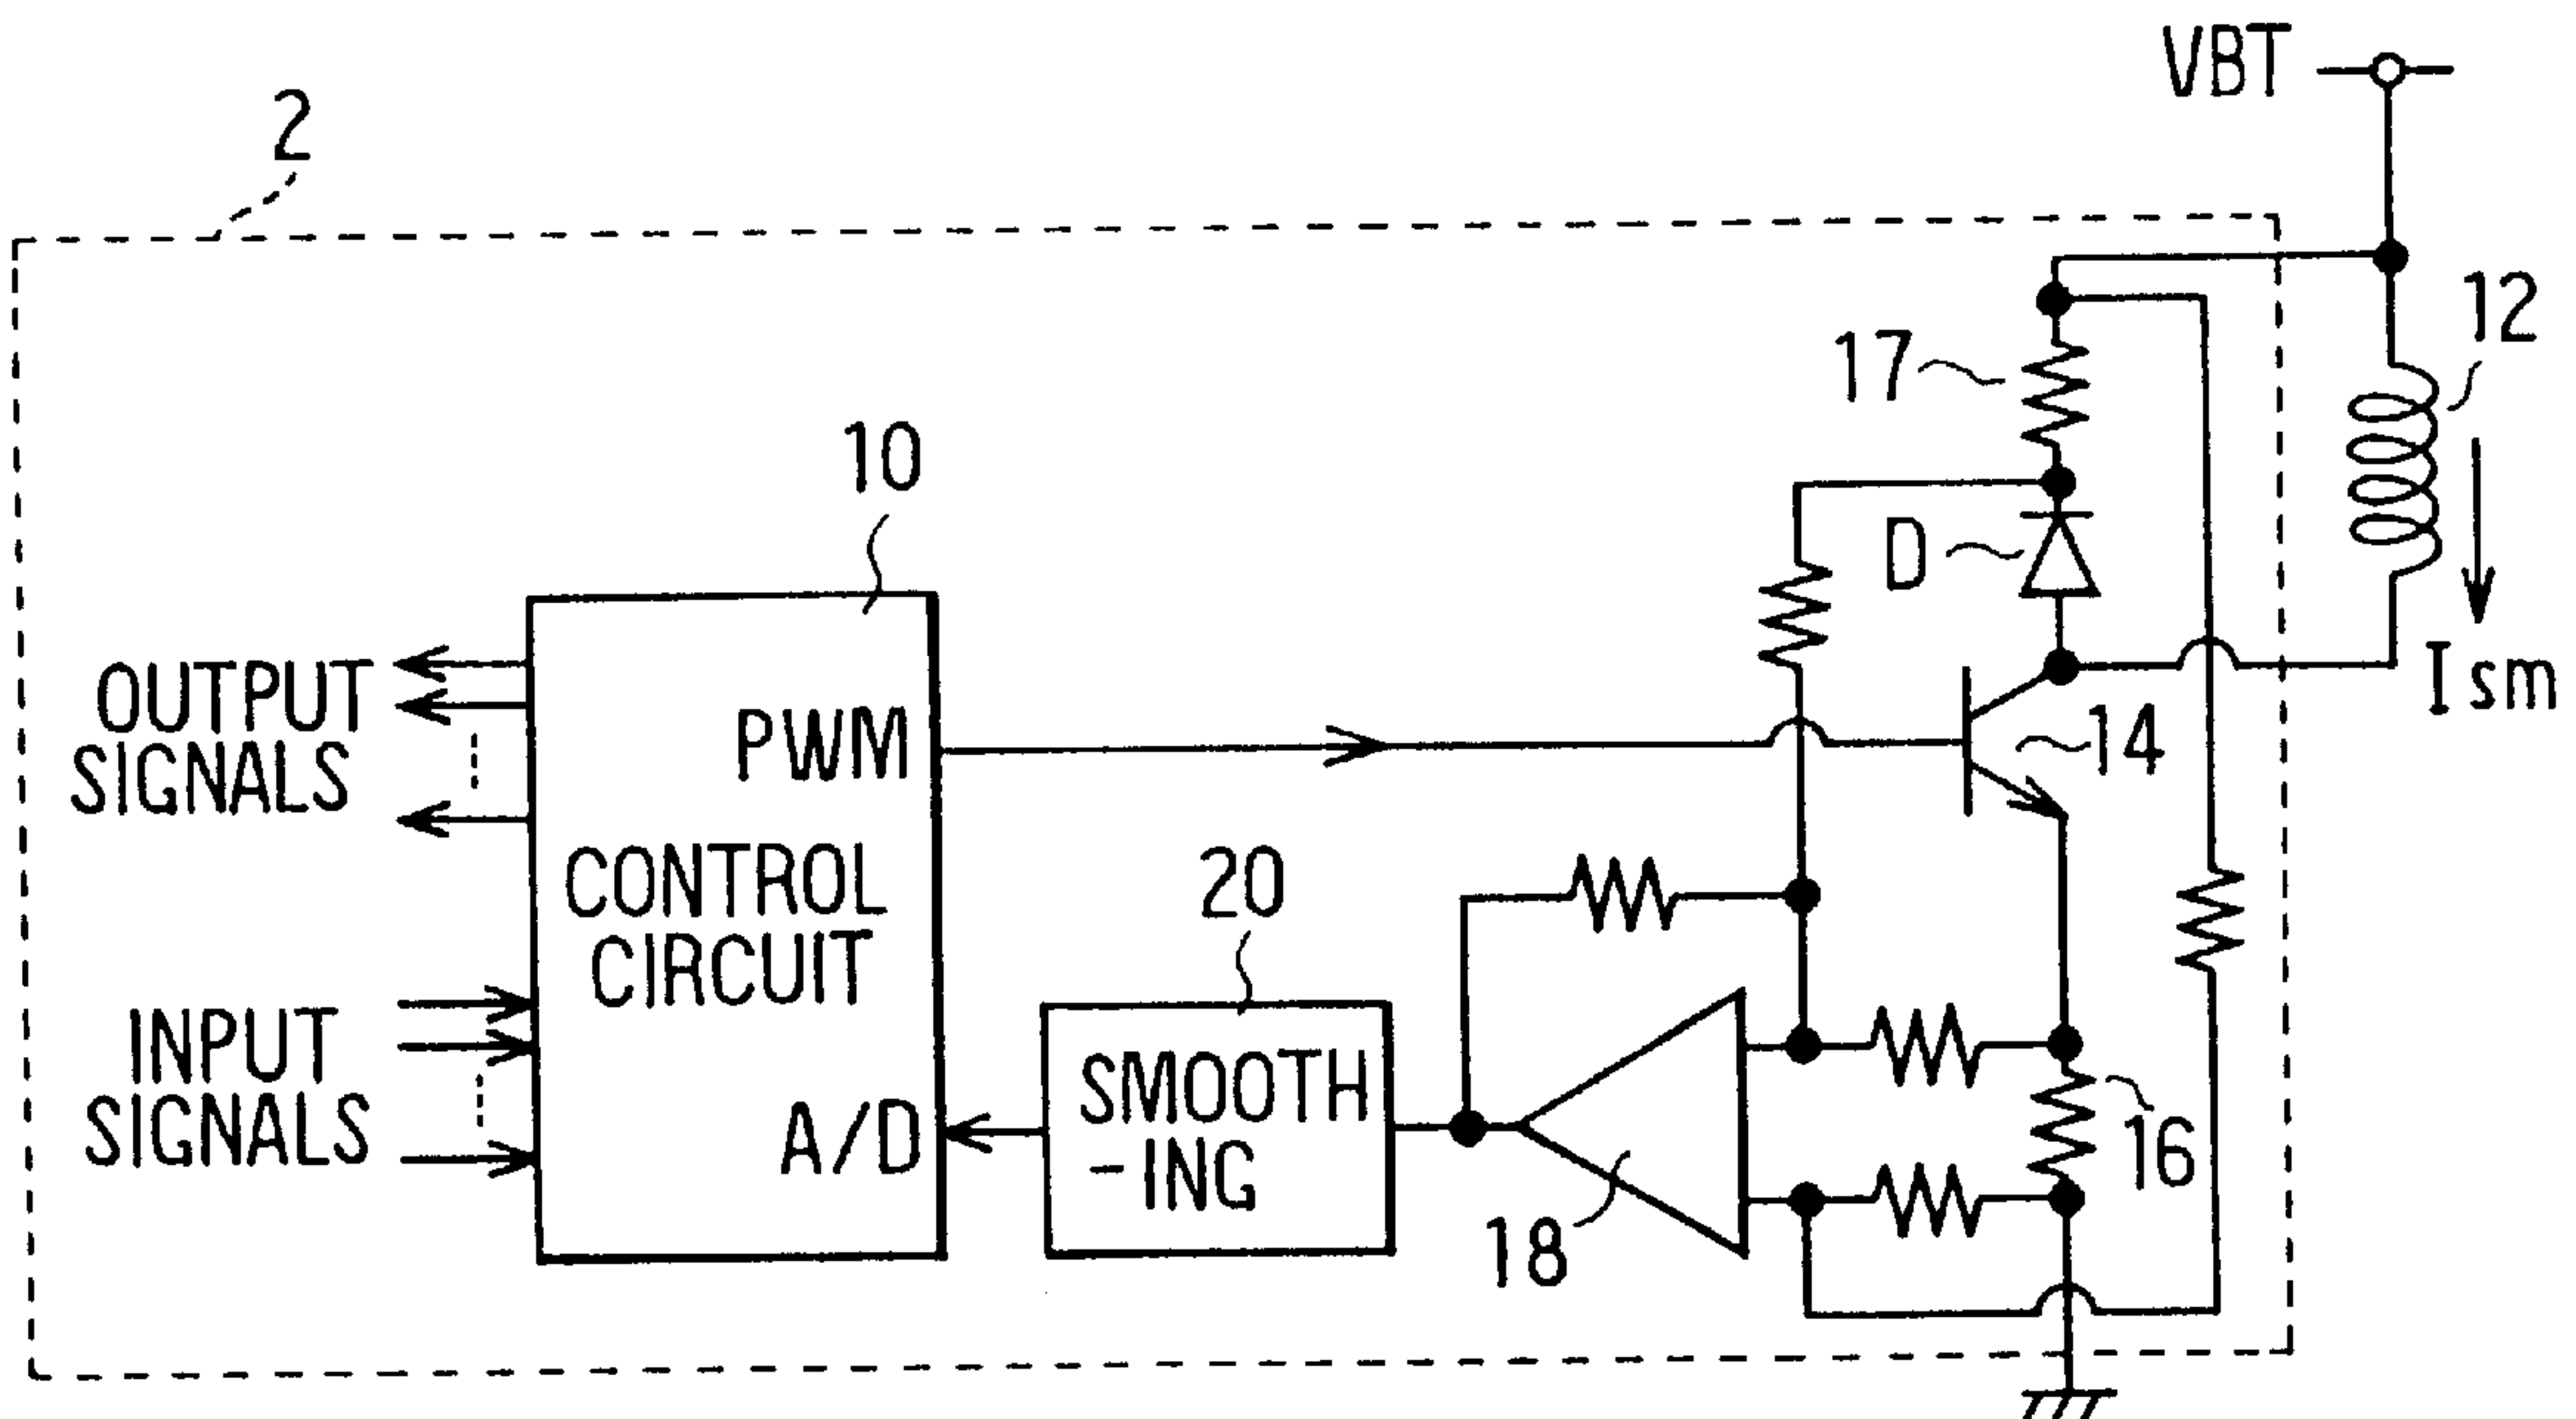 VBT
2
12
17
10
D
Ism
OUTPUT
SIGNALS
PWM
14
CONTROL
CIRCUIT
20
INPUT
SIGNALS
A/D
SMOOTH
-ING
16
18